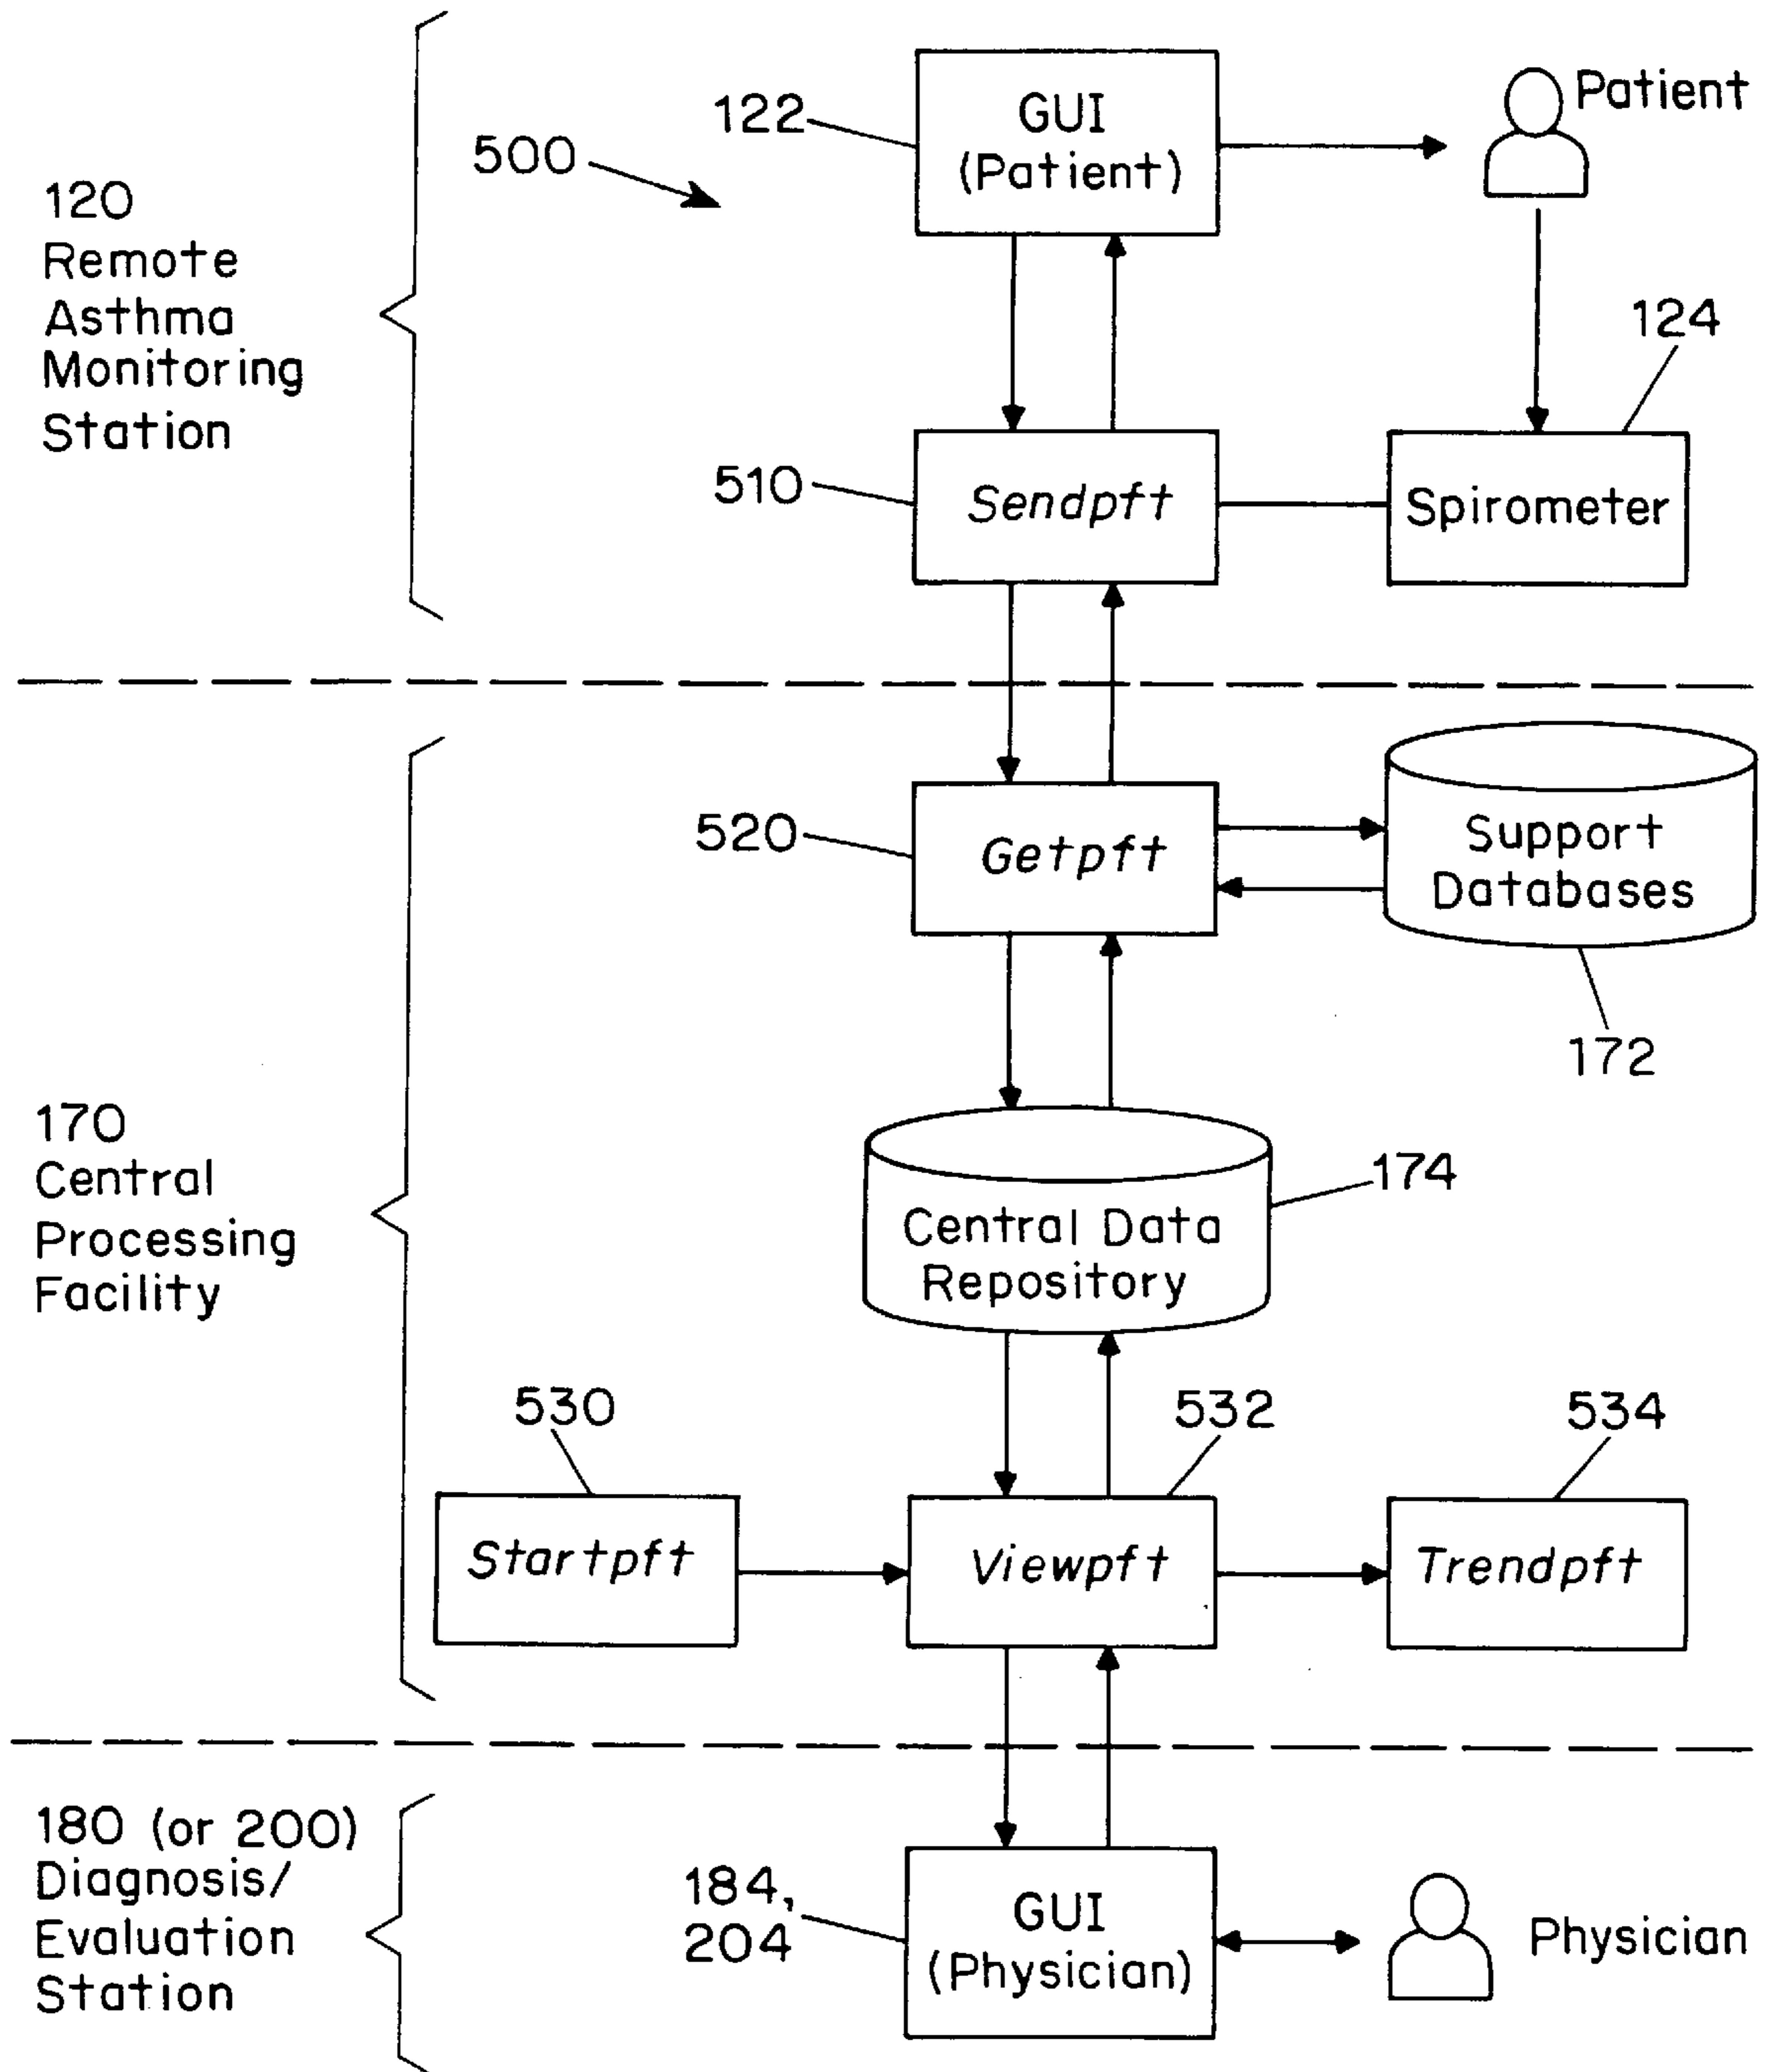 120
Remote
Asthma
Monitoring
Station
500
122
GUI
(Patient)
Patient
124
510
Sendpft
Spirometer
170
Central
Processing
Facility
520
Getpft
Support
Databases
172
174
Central Data
Repository
530
532
534
Startpft
Viewpft
Trendpft
180 (or 200)
Diagnosis/
Evaluation
Station
184,
204
GUI
(Physician)
Physician